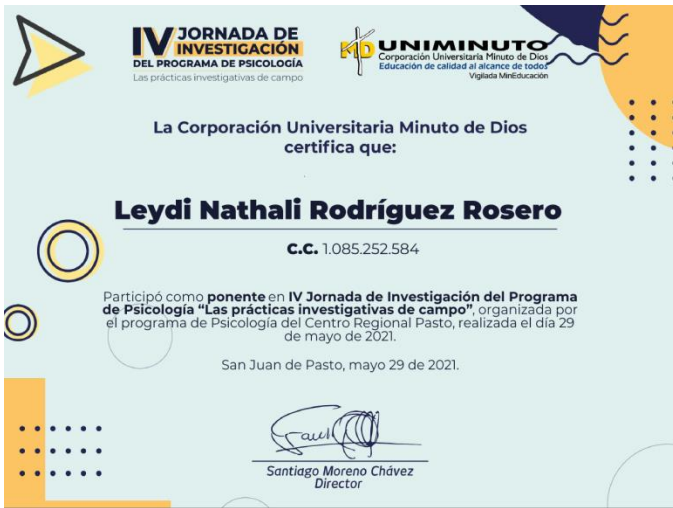 IV JORNADA DE
INVESTIGACIÓN
DEL PROGRAMA DE PSICOLOGÍA
Las prácticas investigativas de campo
UNIMINUTO
Corporación Universitaria Minuto de Dios
Educación de calidad al alcance de todos
Vigilada MinEducación
La Corporación Universitaria Minuto de Dios
certifica que:
Leydi Nathali Rodríguez Rosero
C.C. 1.085.252.584
Participó como ponente en IV Jornada de Investigación del Programa
de Psicología “Las prácticas investigativas de campo”, organizada por
el programa de Psicología del Centro Regional Pasto, realizada el día 29
de mayo de 2021.
San Juan de Pasto, mayo 29 de 2021.
Santiago Moreno Chávez
Director